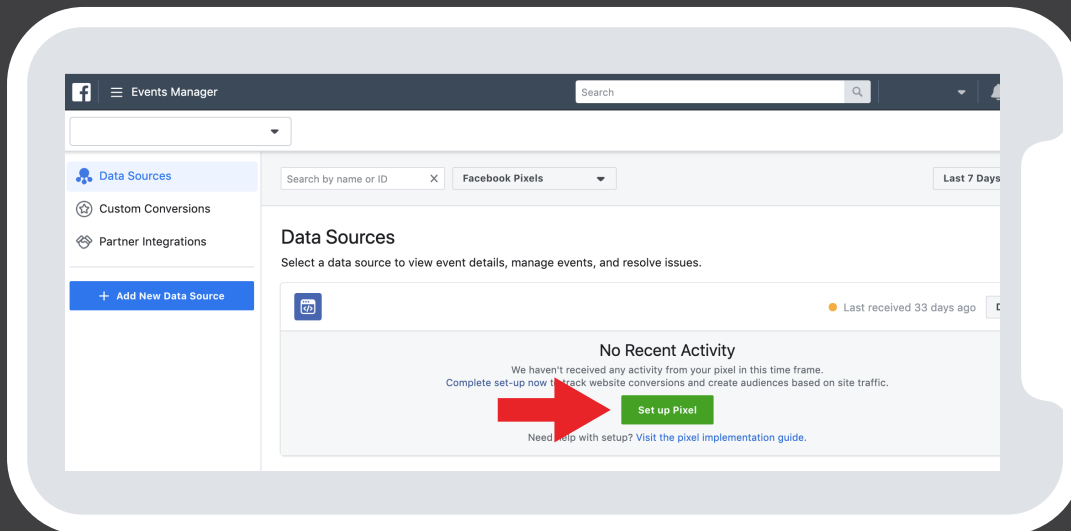 f Events Manager
Search
Data Sources
Custom Conversions
Partner Integrations
+ Add New Data Source
Search by name or ID X
Facebook Pixels
Last 7 Days
Data Sources
Select a data source to view event details, manage events, and resolve issues.
Last received 33 days ago
No Recent Activity
We haven't received any activity from your pixel in this time frame.
Complete set-up now to track website conversions and create audiences based on site traffic.
Set up Pixel
Need help with setup? Visit the pixel implementation guide.